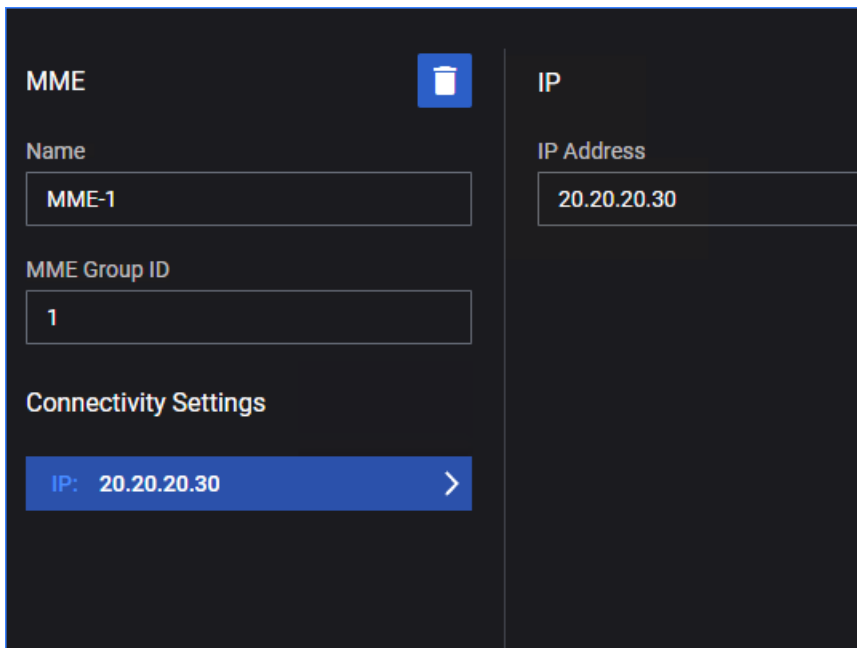 MME
Name
MME-1
MME Group ID
1
Connectivity Settings
IP: 20.20.20.30
IP
IP Address
20.20.20.30